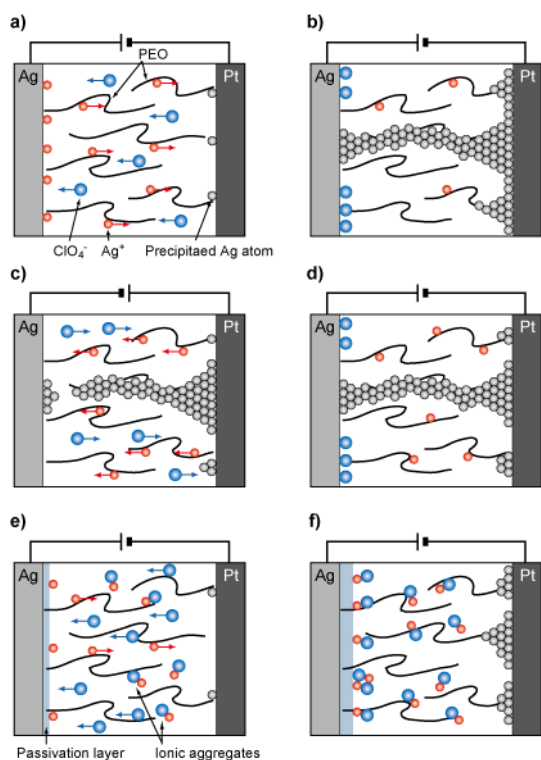 a)
PEO
Ag
Pt
ClO₄⁻
Ag⁺
Precipitaed Ag atom
b)
Ag
Pt
c)
Ag
Pt
d)
Ag
Pt
e)
Ag
Pt
Passivation layer
Ionic aggregates
f)
Ag
Pt